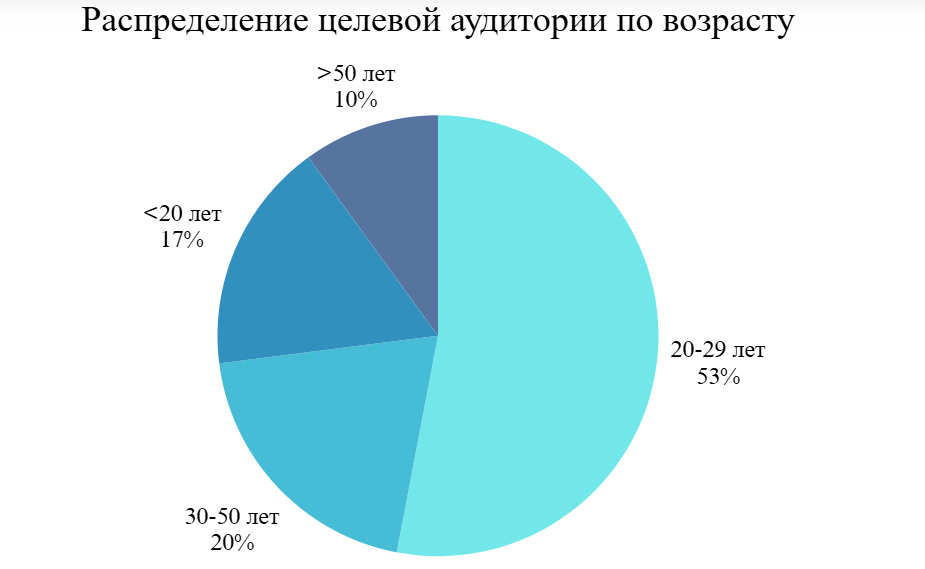 Распределение целевой аудитории по возрасту
>50 лет
10%
<20 лет
17%
20-29 лет
53%
30-50 лет
20%